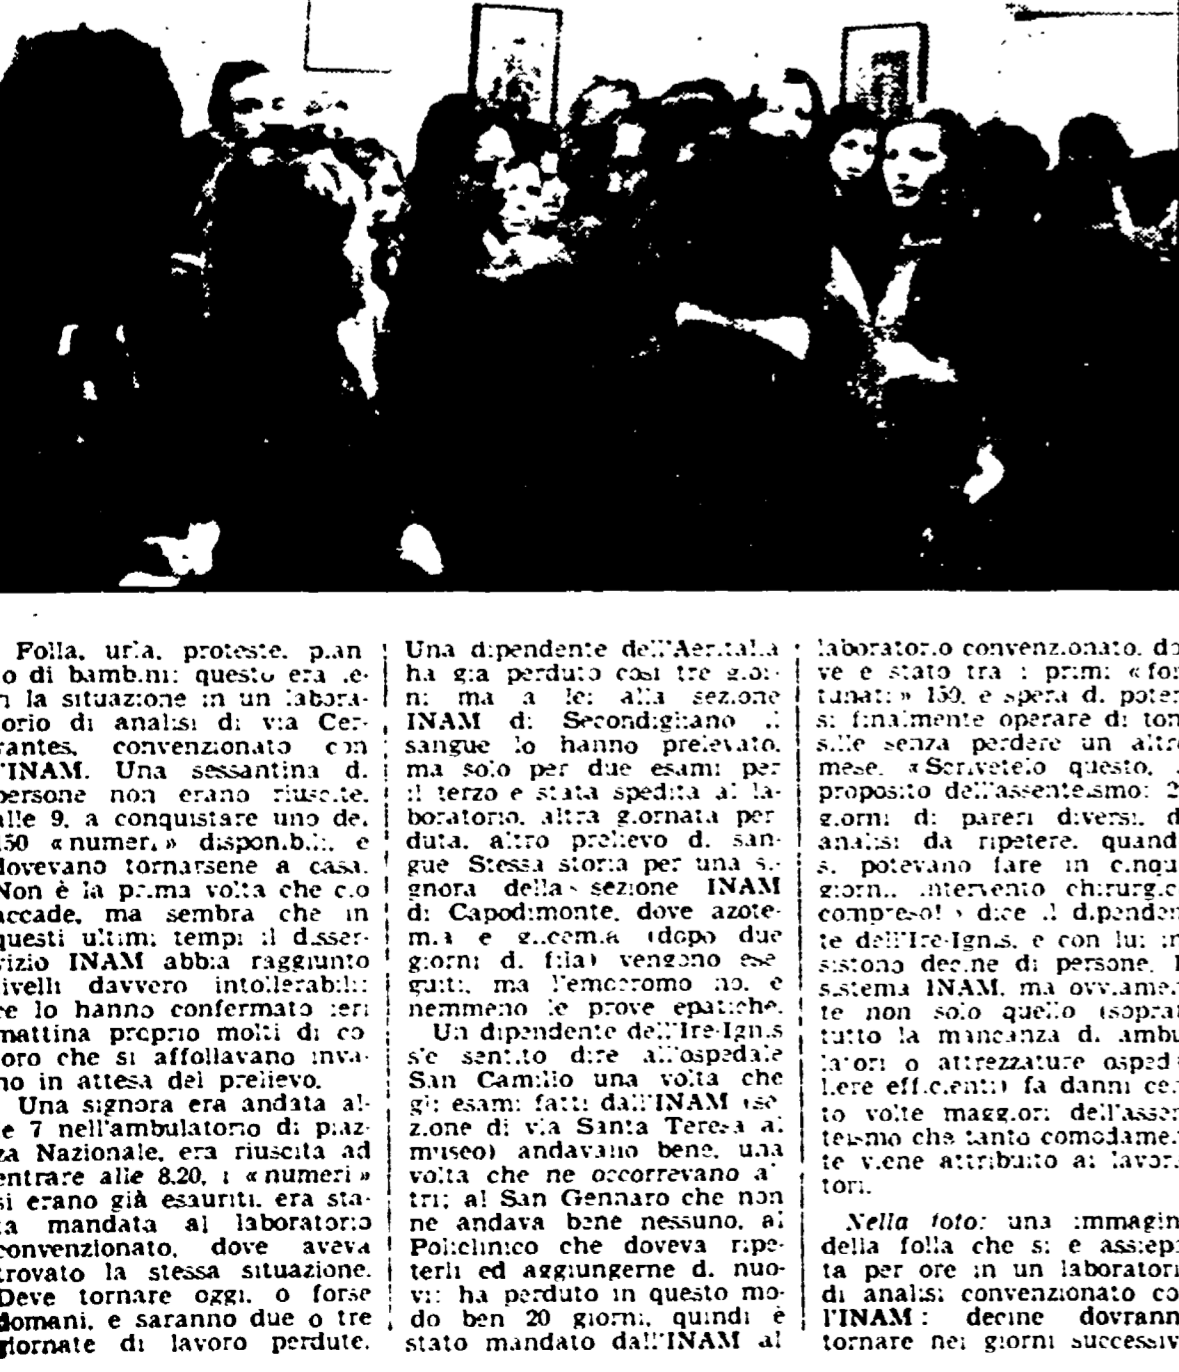 Folla, urla, proteste, pian
o di bambini: questo era ie-
n la situazione in un labora-
orio di analisi di via Cer-
rantes, convenzionato con
l'INAM. Una sessantina di
persone non erano riuscite,
alle 9, a conquistare uno dei
150 «numeri» disponibili, e
dovevano tornarsene a casa.
Non è la prima volta che ciò
accade, ma sembra che in
questi ultimi tempi il disser-
vizio INAM abbia raggiunto
livelli davvero intollerabili:
ce lo hanno confermato ieri
mattina proprio molti di co
loro che si affollavano inva-
no in attesa del prelievo.
Una signora era andata al-
le 7 nell'ambulatorio di piaz-
za Nazionale, era riuscita ad
entrare alle 8,20, i «numeri»
si erano già esauriti, era sta-
ta mandata al laboratorio
convenzionato, dove aveva
trovato la stessa situazione.
Deve tornare oggi, o forse
domani, e saranno due o tre
giornate di lavoro perdute.
Una dipendente dell'Aeritalia
ha già perduto così tre gior-
ni: ma a lei alla sezione
INAM di Secondigliano il
sangue lo hanno prelevato,
ma solo per due esami: per
il terzo è stata spedita al la-
boratorio, altra giornata per
duta, altro prelievo di san-
gue Stessa storia per una si-
gnora della sezione INAM
di Capodimonte, dove azote-
mia e glicemia (dopo due
giorni di fila) vengono ese
guiti, ma l'emocromo no, e
nemmeno le prove epatiche.
Un dipendente dell'Ire-Ignis
s'è sentito dire all'ospedale
San Camillo una volta che
gli esami fatti dall'INAM (se-
zione di via Santa Teresa al
museo) andavano bene, una
volta che ne occorrevano al
tri; al San Gennaro che non
ne andava bene nessuno, al
Policlinico che doveva ripe-
terli ed aggiungerne di nuo-
vi: ha perduto in questo mo-
do ben 20 giorni, quindi è
stato mandato dall'INAM al
laboratorio convenzionato, do
ve è stato tra i primi «for
tunati» 150, e spera di poter
si finalmente operare di ton
sille senza perdere un altro
mese. «Scrivetelo questo, a
proposito dell'assenteismo: 2
giorni di pareri diversi, d
analisi da ripetere, quando
si potevano fare in cinque
giorni, intervento chirurgico
compreso!» dice il dipenden
te dell'Ire-Ignis, e con lui in
sistono decine di persone. I
sistema INAM, ma ovviamen
te non solo quello (soprat
tutto la mancanza di ambu
latori o attrezzature ospeda
liere efficienti) fa danni cen
to volte maggiori dell'assen
teismo che tanto comodamen
te viene attribuito ai lavora
tori.
Nella foto: una immagin
della folla che si è assiepa
ta per ore in un laboratori
di analisi convenzionato co
l'INAM: decine dovrann
tornare nei giorni successiv